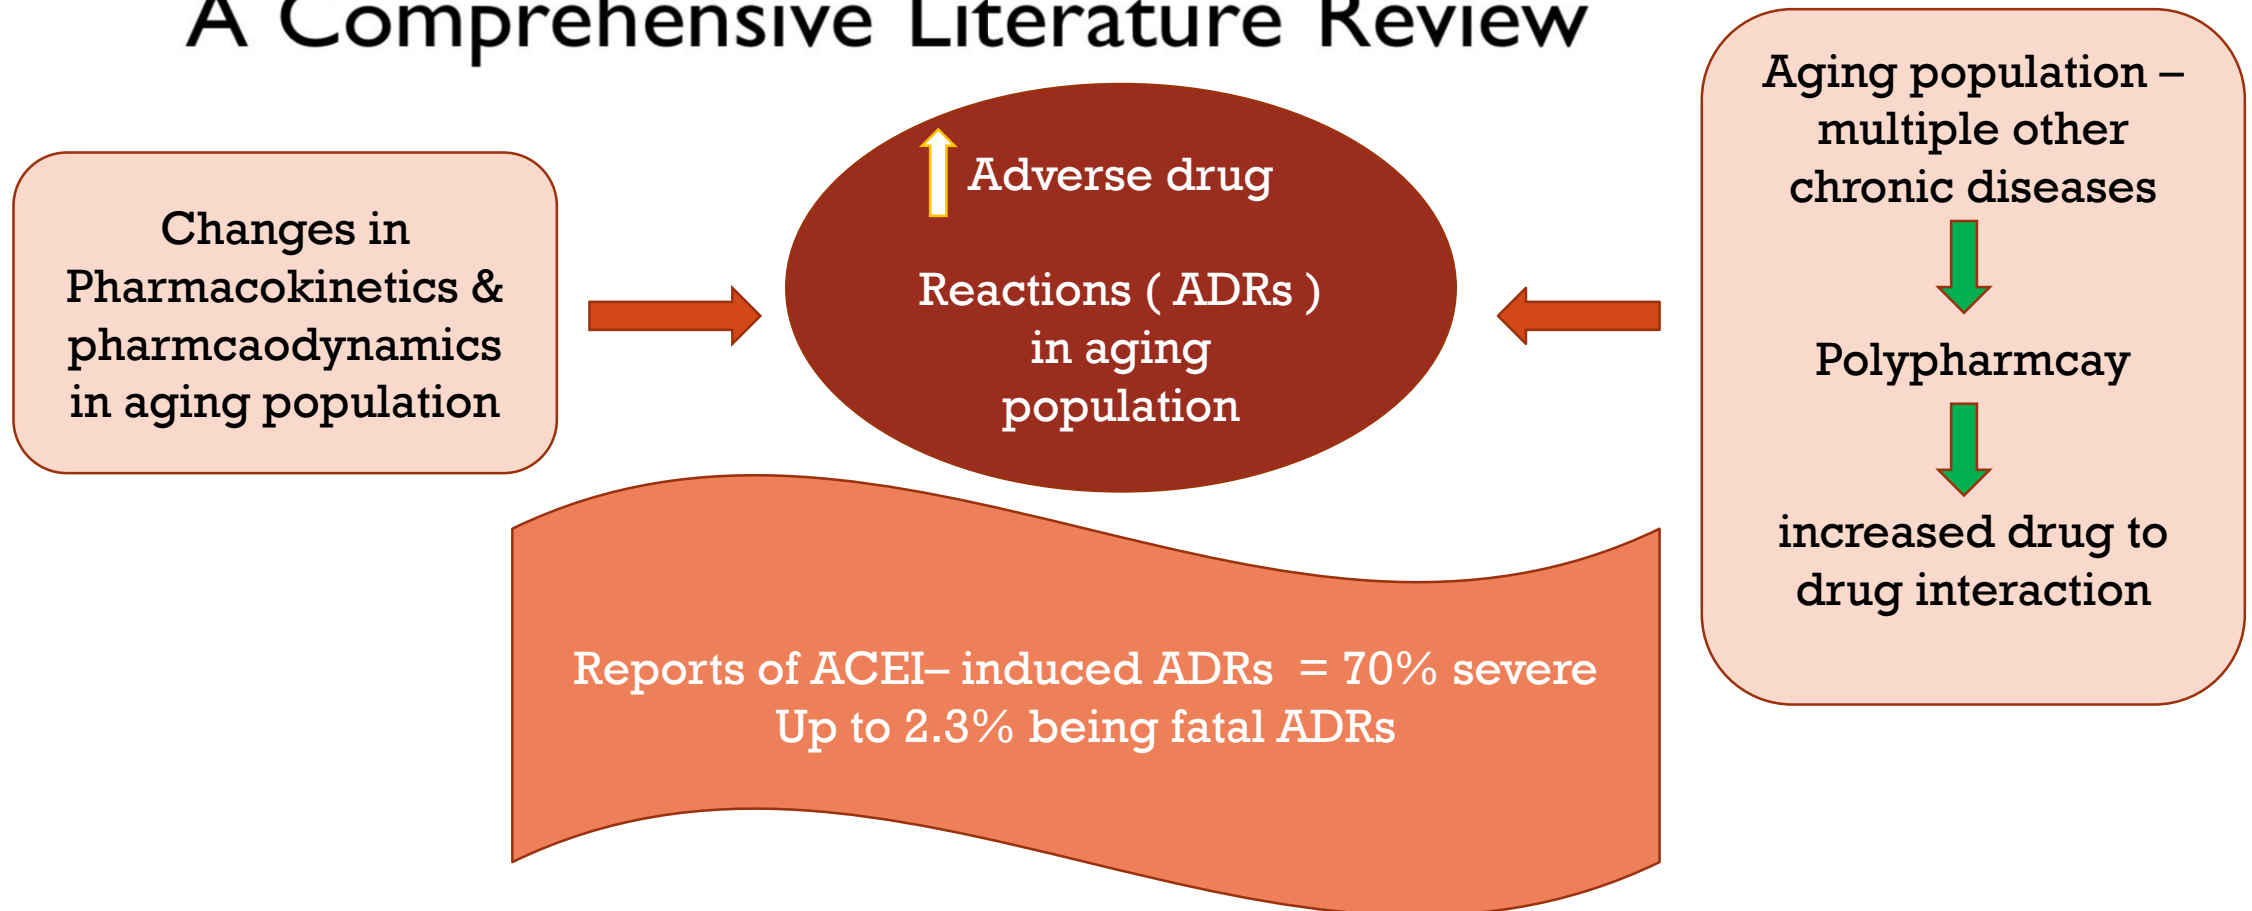 A Comprehensive Literature Review
Changes in
Pharmacokinetics &
pharmcaodynamics
in aging population
Adverse drug
Reactions ( ADRs )
in aging
population
Aging population –
multiple other
chronic diseases
Polypharmcay
increased drug to
drug interaction
Reports of ACEI– induced ADRs = 70% severe
Up to 2.3% being fatal ADRs